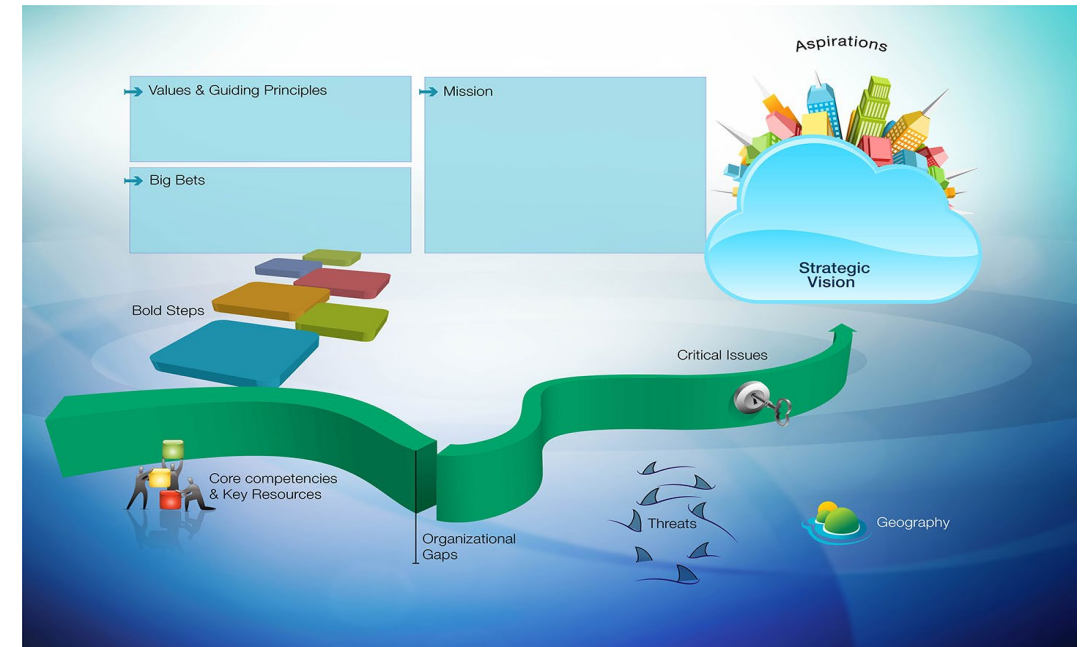 Aspirations
Values & Guiding Principles
Mission
Big Bets
Strategic
Vision
Bold Steps
Critical Issues
Core competencies
& Key Resources
Threats
Geography
Organizational
Gaps